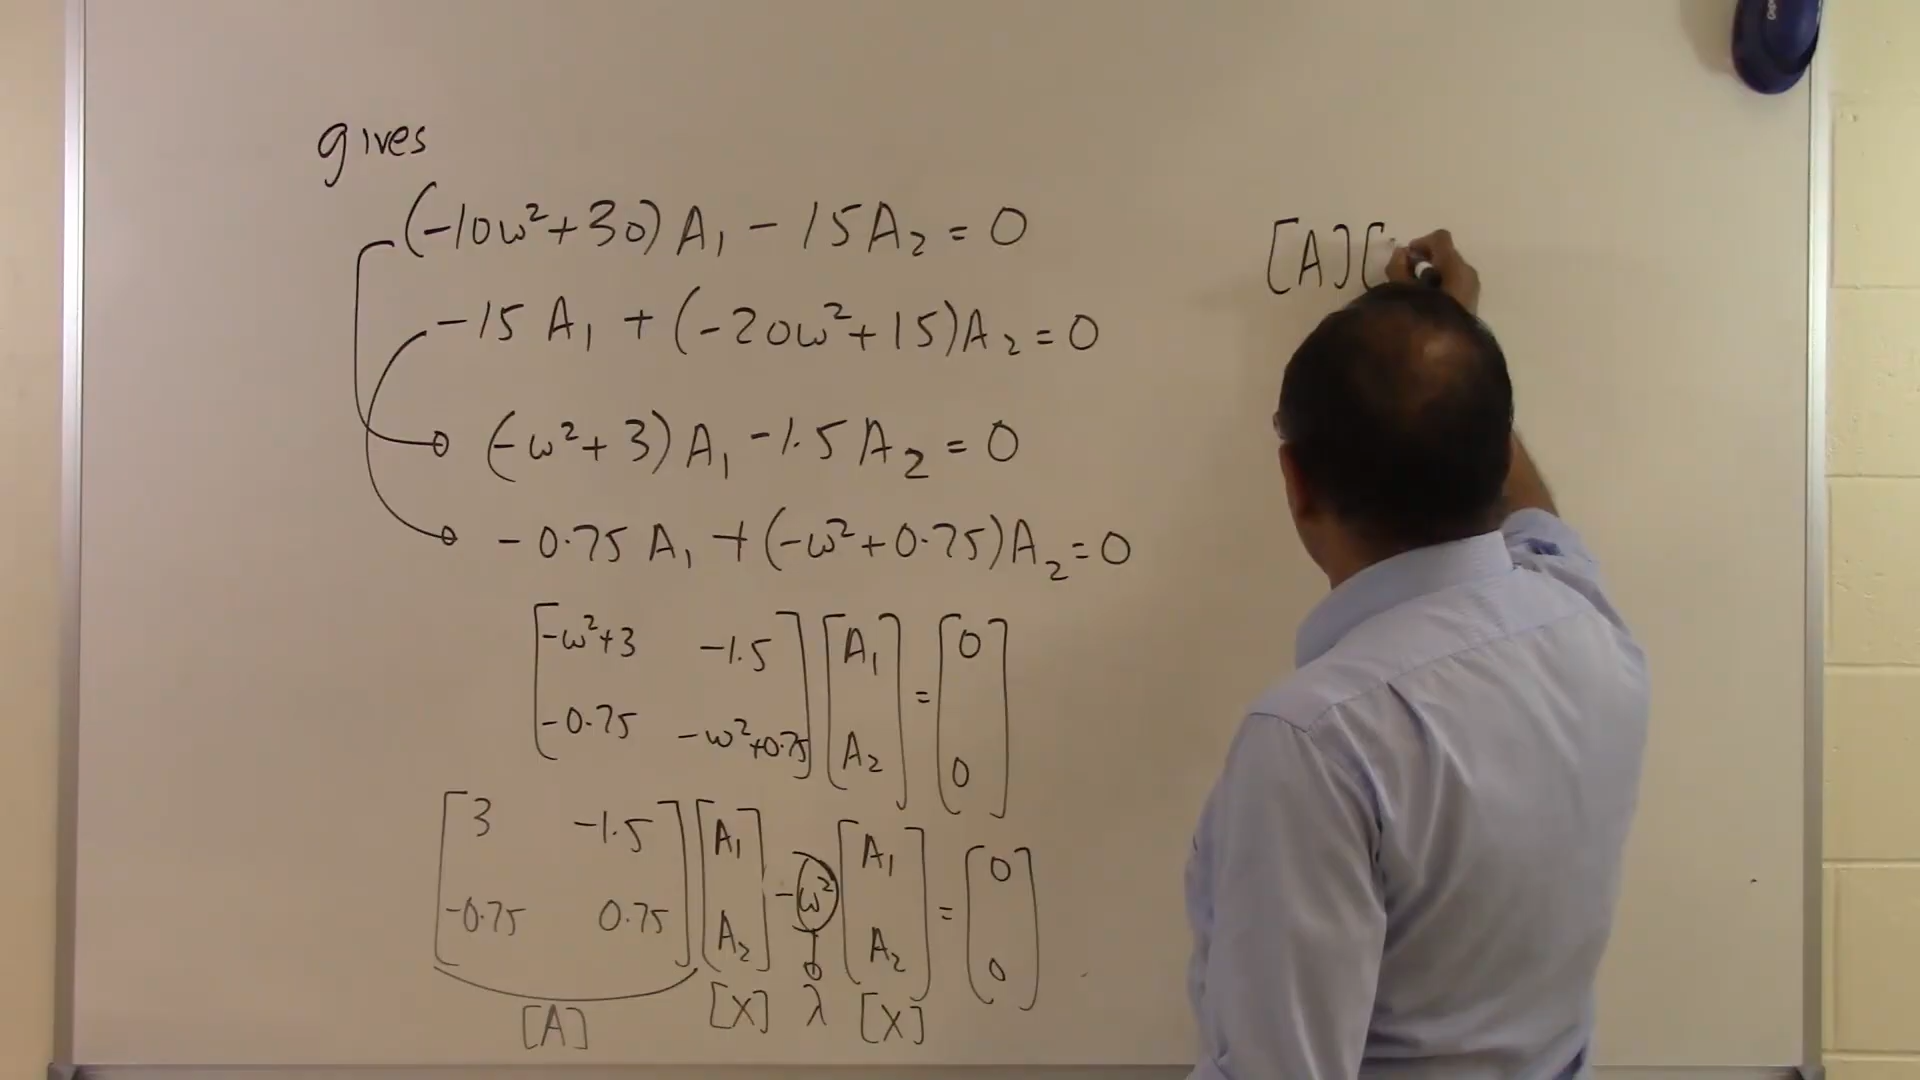 gives
(-10ω²+30)A₁ - 15A₂ = 0
-15 A₁ + (-20ω²+15)A₂ = 0
(-ω²+3)A₁ -1.5A₂ = 0
-0.75 A₁ + (-ω²+0.75)A₂ = 0
[-ω²+3 -1.5] [A₁] = [0]
[-0.75 -ω²+0.75] [A₂] [0]
[3 -1.5] [A₁] -ω² [A₁] = [0]
[-0.75 0.75] [A₂] [A₂] [0]
[A] [X] λ [X]
[A][